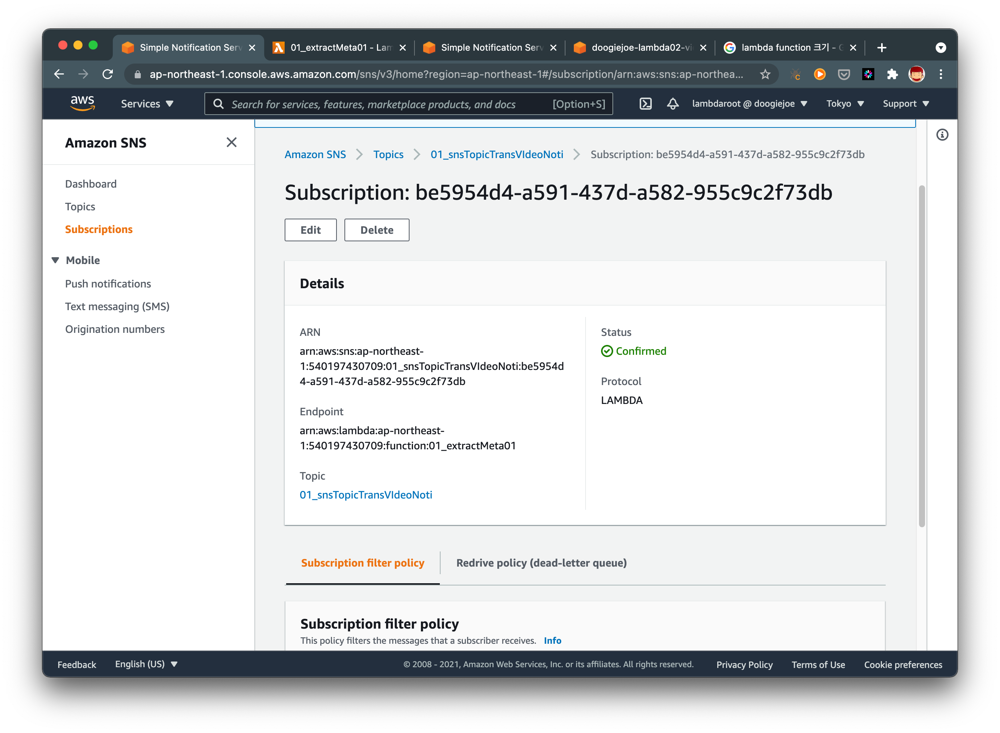 Simple Notification Serv
01_extractMeta01 - Lam
Simple Notification Serv
doogiejoe-lambda02-vi
lambda function 크기 - G
ap-northeast-1.console.aws.amazon.com/sns/v3/home?region=ap-northeast-1#/subscription/arn:aws:sns:ap-northea...
aws
Services
Search for services, features, marketplace products, and docs
[Option+S]
lambdaroot @ doogiejoe
Tokyo
Support
Amazon SNS
Dashboard
Topics
Subscriptions
Mobile
Push notifications
Text messaging (SMS)
Origination numbers
Amazon SNS
Topics
01_snsTopicTransVIdeoNoti
Subscription: be5954d4-a591-437d-a582-955c9c2f73db
Subscription: be5954d4-a591-437d-a582-955c9c2f73db
Edit
Delete
Details
ARN
arn:aws:sns:ap-northeast-
1:540197430709:01_snsTopicTransVIdeoNoti:be5954d
4-a591-437d-a582-955c9c2f73db
Endpoint
arn:aws:lambda:ap-northeast-
1:540197430709:function:01_extractMeta01
Topic
01_snsTopicTransVIdeoNoti
Status
Confirmed
Protocol
LAMBDA
Subscription filter policy
Redrive policy (dead-letter queue)
Subscription filter policy
This policy filters the messages that a subscriber receives. Info
Feedback
English (US)
© 2008 - 2021, Amazon Web Services, Inc. or its affiliates. All rights reserved.
Privacy Policy
Terms of Use
Cookie preferences